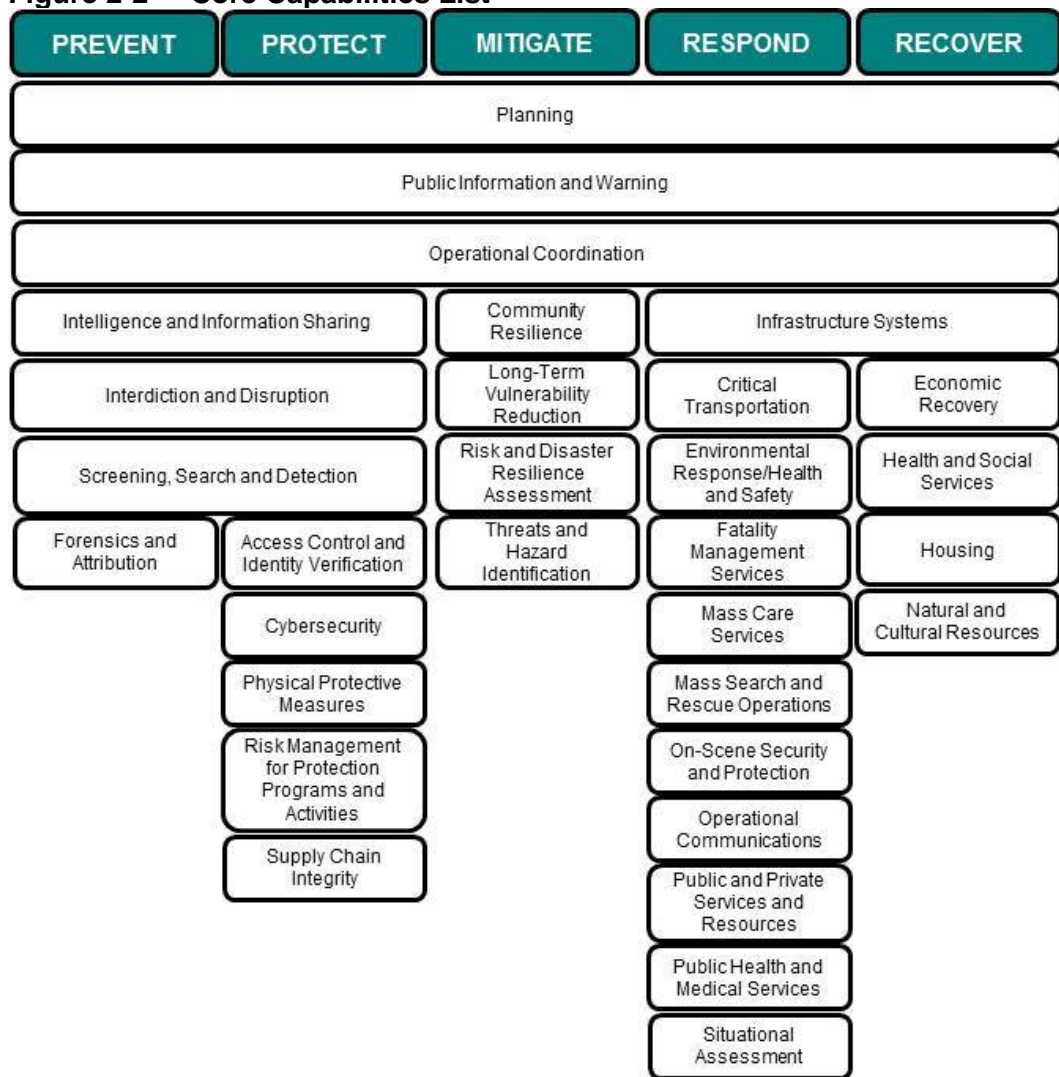 Figure 2-2 Core Capabilities List
PREVENT PROTECT MITIGATE RESPOND RECOVER
Planning
Public Information and Warning
Operational Coordination
Intelligence and Information Sharing
Community
Resilience
Infrastructure Systems
Interdiction and Disruption
Long-Term
Vulnerability
Reduction
Critical
Transportation
Economic
Recovery
Screening, Search and Detection
Risk and Disaster
Resilience
Assessment
Environmental
Response/Health
and Safety
Health and Social
Services
Forensics and
Attribution
Access Control and
Identity Verification
Threats and
Hazard
Identification
Fatality
Management
Services
Housing
Cybersecurity
Mass Care
Services
Natural and
Cultural Resources
Physical Protective
Measures
Mass Search and
Rescue Operations
Risk Management
for Protection
Programs and
Activities
On-Scene Security
and Protection
Operational
Communications
Supply Chain
Integrity
Public and Private
Services and
Resources
Public Health and
Medical Services
Situational
Assessment